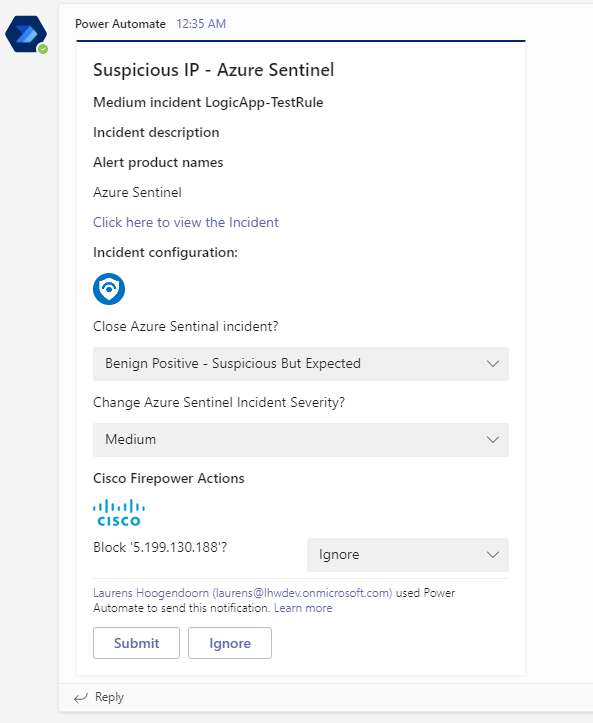 Power Automate 12:35 AM
Suspicious IP - Azure Sentinel
Medium incident LogicApp-TestRule
Incident description
Alert product names
Azure Sentinel
Click here to view the Incident
Incident configuration:
Close Azure Sentinal incident?
Benign Positive - Suspicious But Expected
Change Azure Sentinel Incident Severity?
Medium
Cisco Firepower Actions
CISCO
Block '5.199.130.188'? Ignore
Laurens Hoogendoorn (laurens@lhwdev.onmicrosoft.com) used Power
Automate to send this notification. Learn more
Submit Ignore
Reply